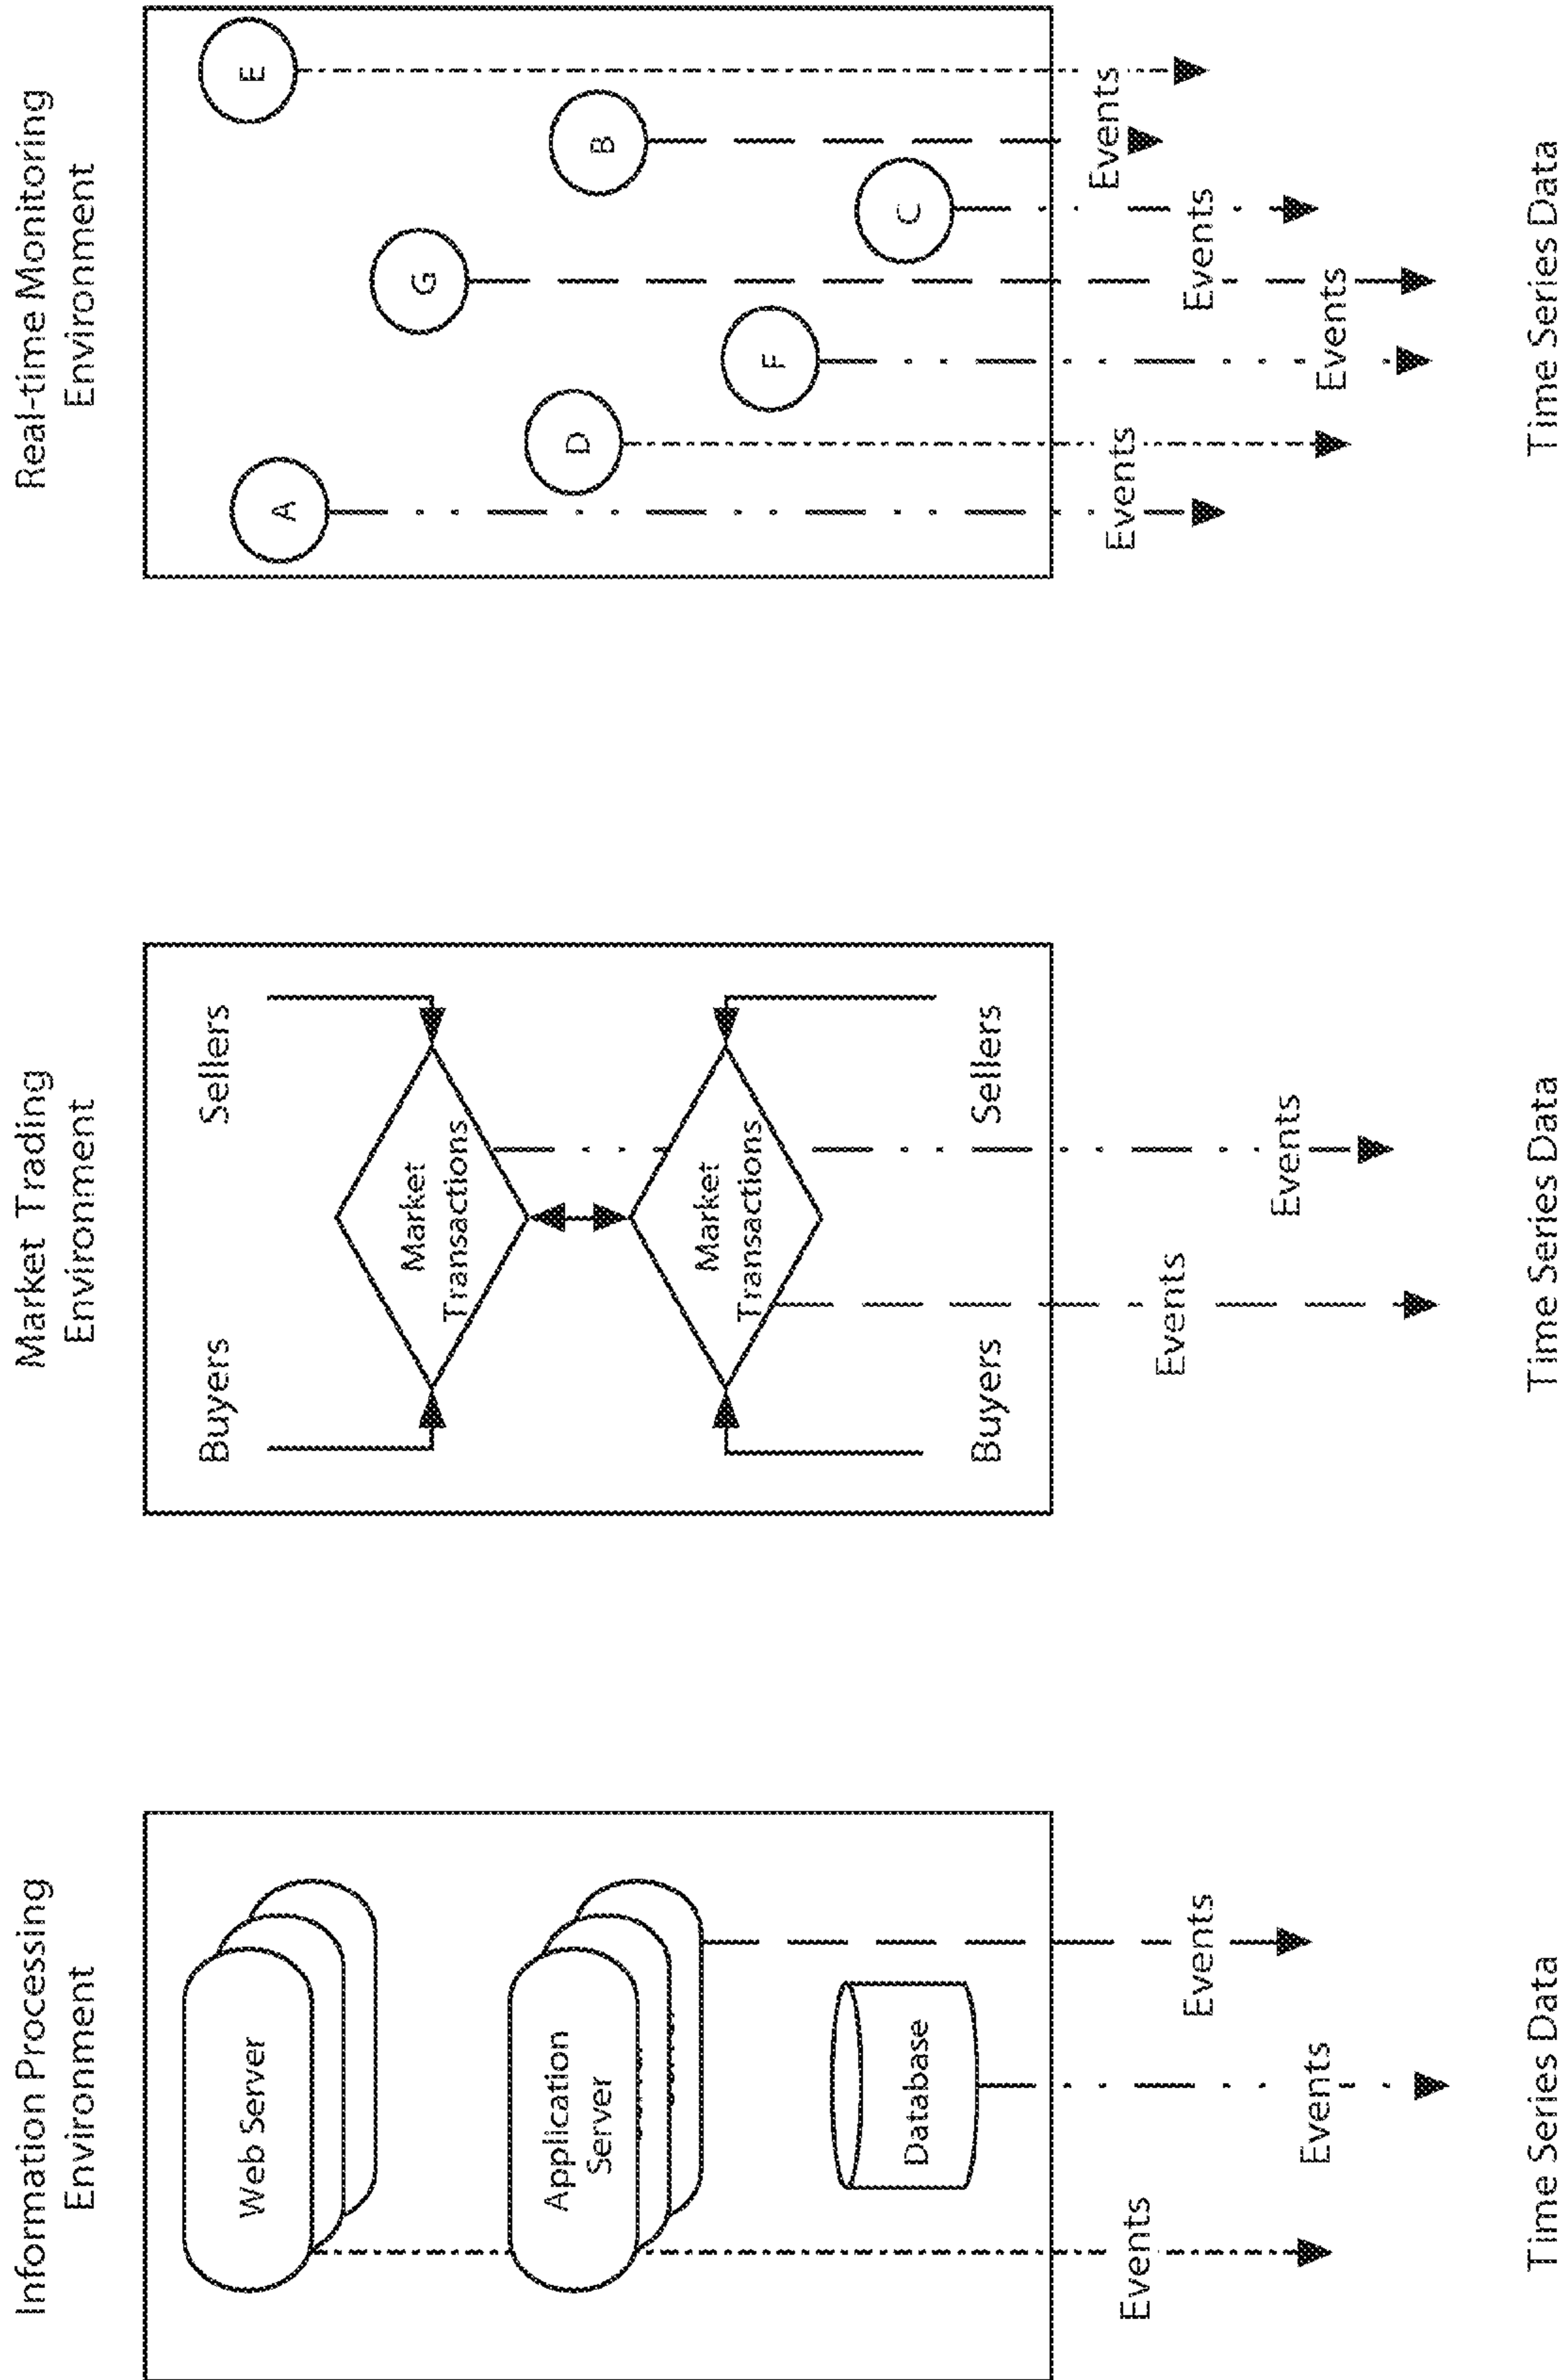 Information Processing
Environment
Web Server
Application
Server
Database
Events
Events
Events
Time Series Data
Market Trading
Environment
Buyers
Sellers
Market
Transactions
Market
Transactions
Buyers
Sellers
Events
Events
Time Series Data
Real-time Monitoring
Environment
E
A
G
D
B
F
C
Events
Events
Events
Events
Time Series Data